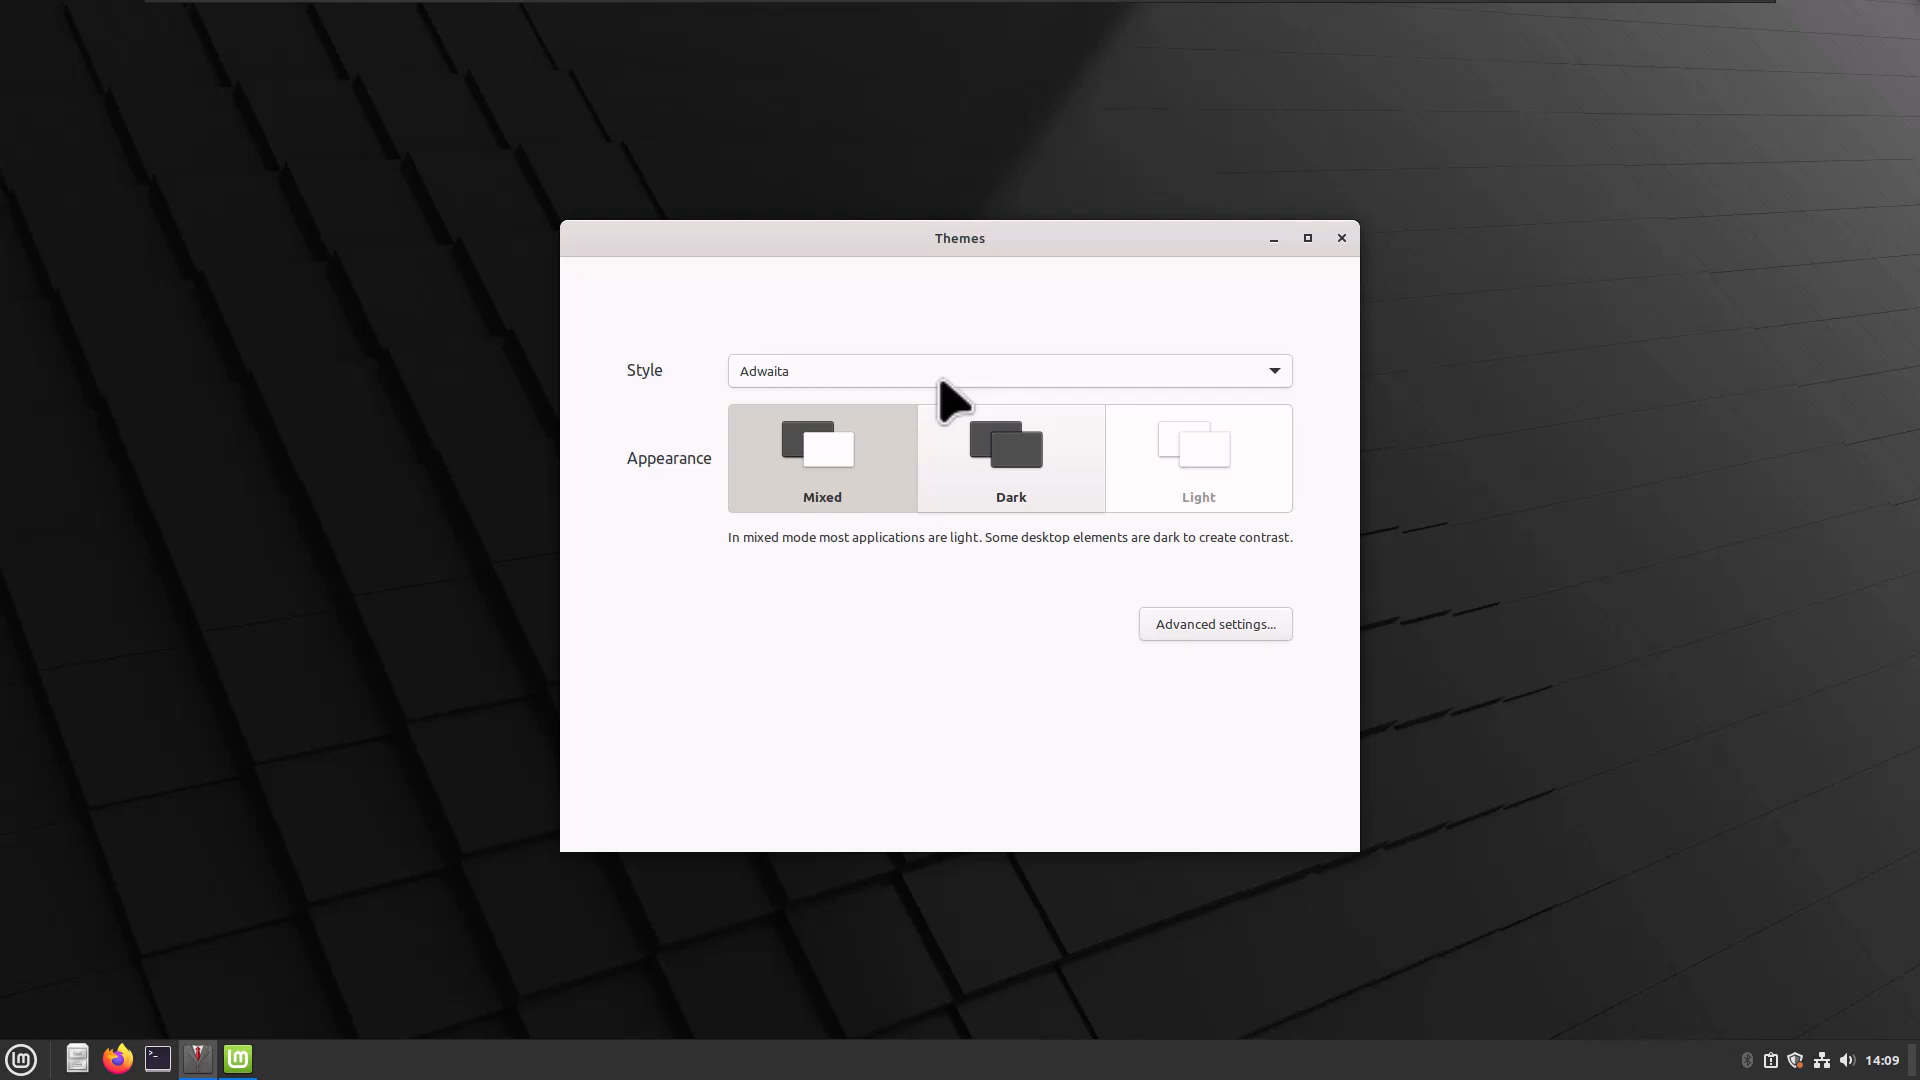 Themes
Style
Adwaita
Appearance
Mixed
Dark
Light
In mixed mode most applications are light. Some desktop elements are dark to create contrast.
Advanced settings...
14:09